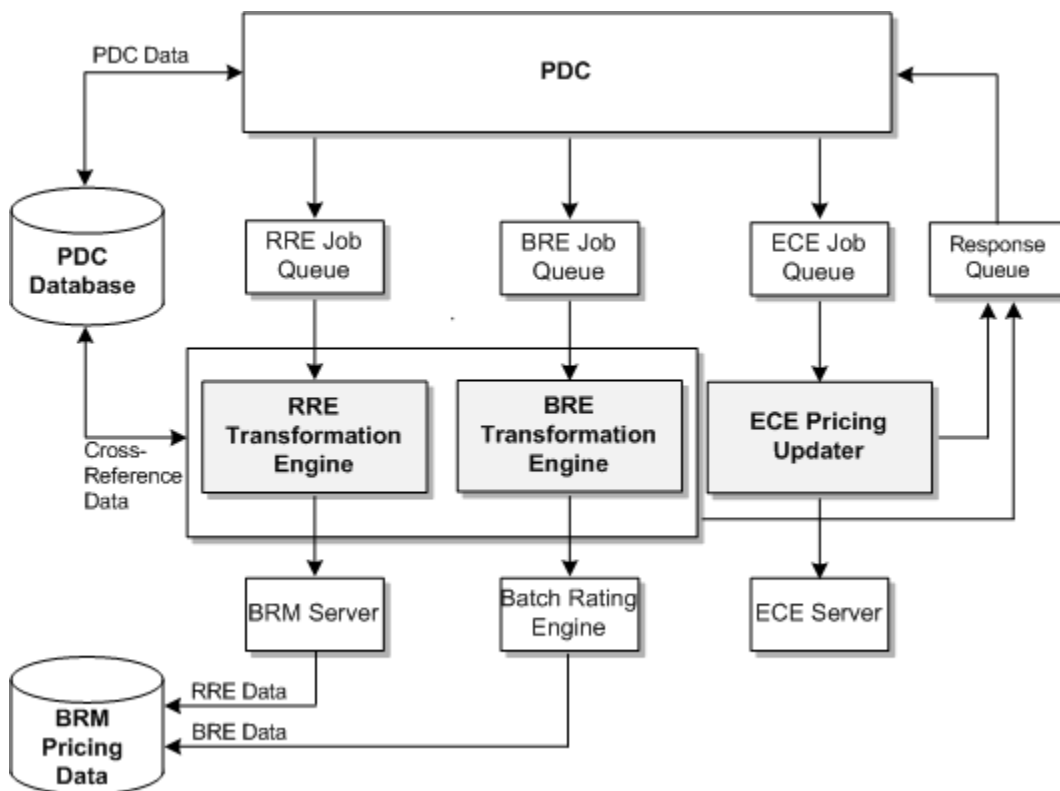 PDC Data
PDC
RRE Job
Queue
BRE Job
Queue
ECE Job
Queue
Response
Queue
PDC
Database
RRE
Transformation
Engine
BRE
Transformation
Engine
ECE Pricing
Updater
Cross-
Reference
Data
BRM Server
Batch Rating
Engine
ECE Server
RRE Data
BRE Data
BRM
Pricing
Data